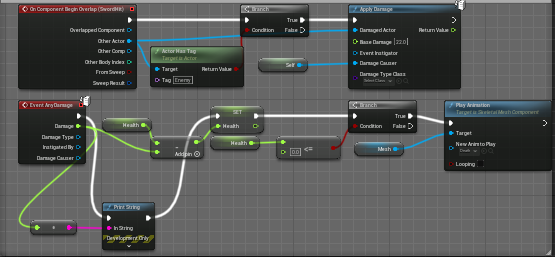 On Component Begin Overlap (SwordHit)
Overlapped Component
Other Actor
Other Comp
Other Body Index
From Sweep
Sweep Result
Actor Has Tag
Target is Actor
Target
Return Value
Tag Enemy
Branch
True
Condition
False
Self
Apply Damage
Damaged Actor
Return Value
Base Damage 22.0
Event Instigator
Damage Causer
Damage Type Class
Select Class
Event AnyDamage
Damage
Damage Type
Instigated By
Damage Causer
Health
-
Add pin
SET
Health
Health
0.0
<=
Branch
True
Condition
False
Mesh
Play Animation
Target is Skeletal Mesh Component
Target
New Anim to Play
Looping
Print String
In String
Development Only